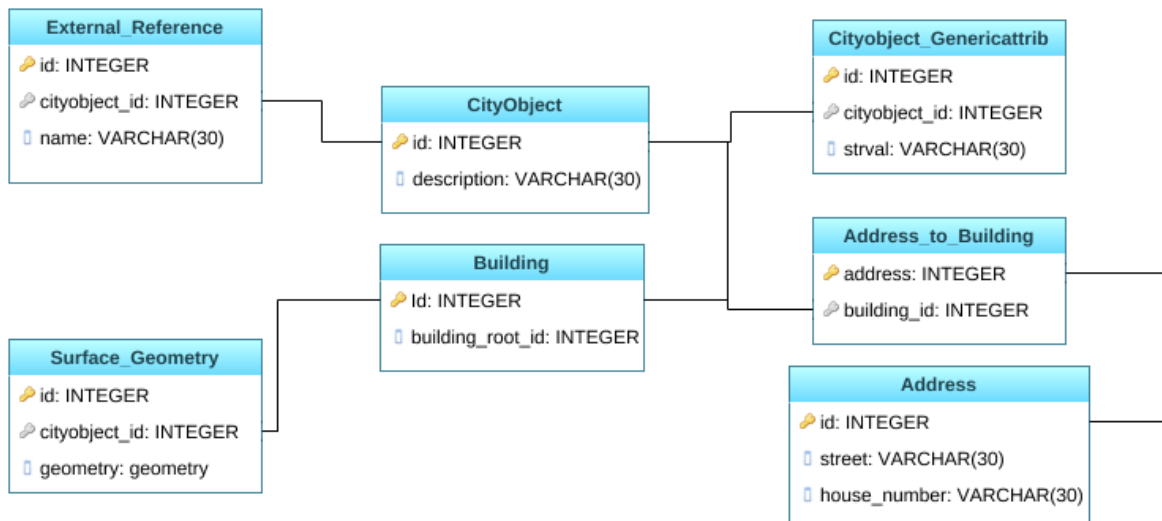 External_Reference
id: INTEGER
cityobject_id: INTEGER
name: VARCHAR(30)
CityObject
id: INTEGER
description: VARCHAR(30)
Cityobject_Genericattrib
id: INTEGER
cityobject_id: INTEGER
strval: VARCHAR(30)
Building
Id: INTEGER
building_root_id: INTEGER
Address_to_Building
address: INTEGER
building_id: INTEGER
Surface_Geometry
id: INTEGER
cityobject_id: INTEGER
geometry: geometry
Address
id: INTEGER
street: VARCHAR(30)
house_number: VARCHAR(30)